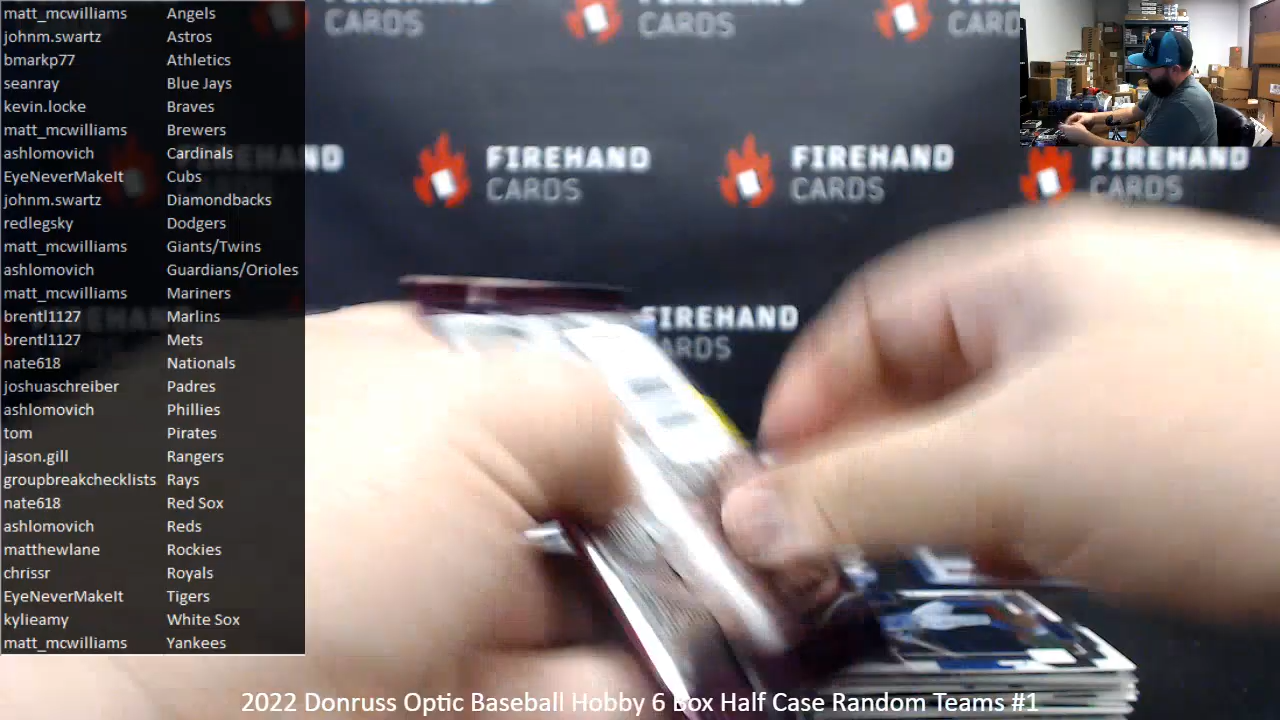 matt_mcwilliams Angels
johnm.swartz Astros
bmarkp77 Athletics
seanray Blue Jays
kevin.locke Braves
matt_mcwilliams Brewers
ashlomovich Cardinals
EyeNeverMakeIt Cubs
johnm.swartz Diamondbacks
redlegsky Dodgers
matt_mcwilliams Giants/Twins
ashlomovich Guardians/Orioles
matt_mcwilliams Mariners
brentl1127 Marlins
brentl1127 Mets
nate618 Nationals
joshuaschreiber Padres
ashlomovich Phillies
tom Pirates
jason.gill Rangers
groupbreakchecklists Rays
nate618 Red Sox
ashlomovich Reds
matthewlane Rockies
chrissr Royals
EyeNeverMakeIt Tigers
kylieamy White Sox
matt_mcwilliams Yankees
CARDS
CARDS
FIREHAND
CARDS
FIREHAND
CARDS
FIREHAND
CARDS
FIREHAND
CARDS
2022 Donruss Optic Baseball Hobby 6 Box Half Case Random Teams #1